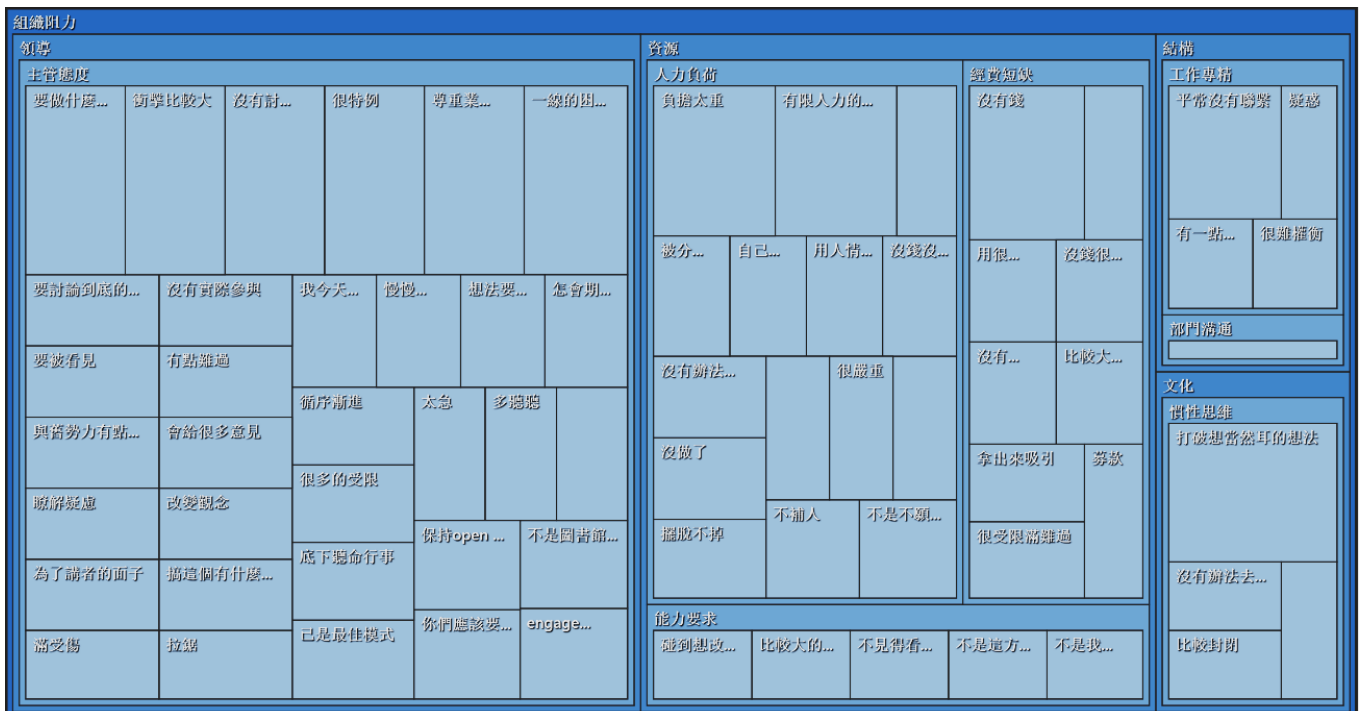 組織阻力
領導
主管態度
要做什麼...
衝擊比較大
沒有討...
很特例
尊重業...
一線的困...
要討論到底的...
沒有實際參與
我今天...
慢慢...
想法要...
怎會期...
要被看見
有點難過
與舊勢力有點...
會給很多意見
循序漸進
太急
多聽聽
很多的受限
瞭解疑慮
改變觀念
保持open ...
不是圖書館...
底下聽命行事
為了講者的面子
搞這個有什麼...
已是最佳模式
你們應該要...
engage...
滿受傷
拉鋸
資源
人力負荷
負擔太重
有限人力的...
被分...
自己...
用人情...
沒錢沒...
沒有辦法...
很嚴重
沒做了
擺脫不掉
不補人
不是不願...
經費短缺
沒有錢
用很...
沒錢很...
沒有...
比較大...
拿出來吸引
募款
很受限滿難過
能力要求
碰到想改...
比較大的...
不見得看...
不是這方...
不是我...
結構
工作專精
平常沒有聯繫
疑惑
有一點...
很難權衡
部門溝通
文化
慣性思維
打破想當然耳的想法
沒有辦法去...
比較封閉